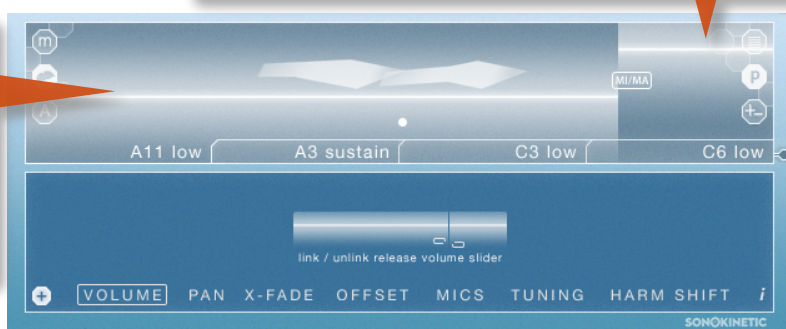 m
P
MI/MA
A
+-
A11 low A3 sustain C3 low C6 low
link / unlink release volume slider
+ VOLUME PAN X-FADE OFFSET MICS TUNING HARM SHIFT i
SONOKINETIC